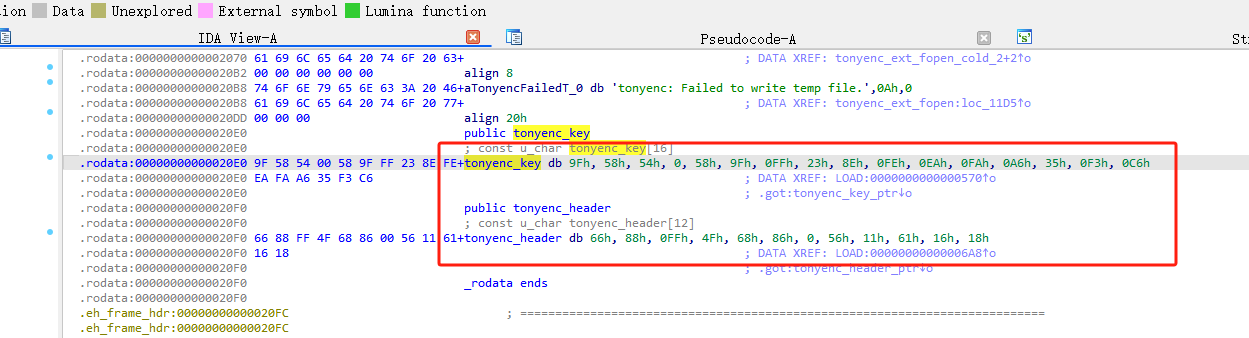 ion Data Unexplored External symbol Lumina function
IDA View-A Pseudocode-A St
.rodata:0000000000002070 61 69 6C 65 64 20 74 6F 20 63+ ; DATA XREF: tonyenc_ext_fopen_cold_2+2↑o
.rodata:00000000000020B2 00 00 00 00 00 00 align 8
.rodata:00000000000020B8 74 6F 6E 79 65 6E 63 3A 20 46+aTonyencFailedT_0 db 'tonyenc: Failed to write temp file.',0Ah,0
.rodata:00000000000020B8 61 69 6C 65 64 20 74 6F 20 77+ ; DATA XREF: tonyenc_ext_fopen:loc_11D5↑o
.rodata:00000000000020DD 00 00 00 align 20h
.rodata:00000000000020E0 public tonyenc_key
.rodata:00000000000020E0 ; const u_char tonyenc_key[16]
.rodata:00000000000020E0 9F 58 54 00 58 9F FF 23 8E FE+tonyenc_key db 9Fh, 58h, 54h, 0, 58h, 9Fh, 0FFh, 23h, 8Eh, 0FEh, 0EAh, 0FAh, 0A6h, 35h, 0F3h, 0C6h
.rodata:00000000000020E0 EA FA A6 35 F3 C6 ; DATA XREF: LOAD:0000000000000570↑o
.rodata:00000000000020E0 ; .got:tonyenc_key_ptr↓o
.rodata:00000000000020F0 public tonyenc_header
.rodata:00000000000020F0 ; const u_char tonyenc_header[12]
.rodata:00000000000020F0 66 88 FF 4F 68 86 00 56 11 61+tonyenc_header db 66h, 88h, 0FFh, 4Fh, 68h, 86h, 0, 56h, 11h, 61h, 16h, 18h
.rodata:00000000000020F0 16 18 ; DATA XREF: LOAD:00000000000006A8↑o
.rodata:00000000000020F0 ; .got:tonyenc_header_ptr↓o
.rodata:00000000000020F0 _rodata ends
.rodata:00000000000020F0
.eh_frame_hdr:00000000000020FC ; ===========================================================================
.eh_frame_hdr:00000000000020FC